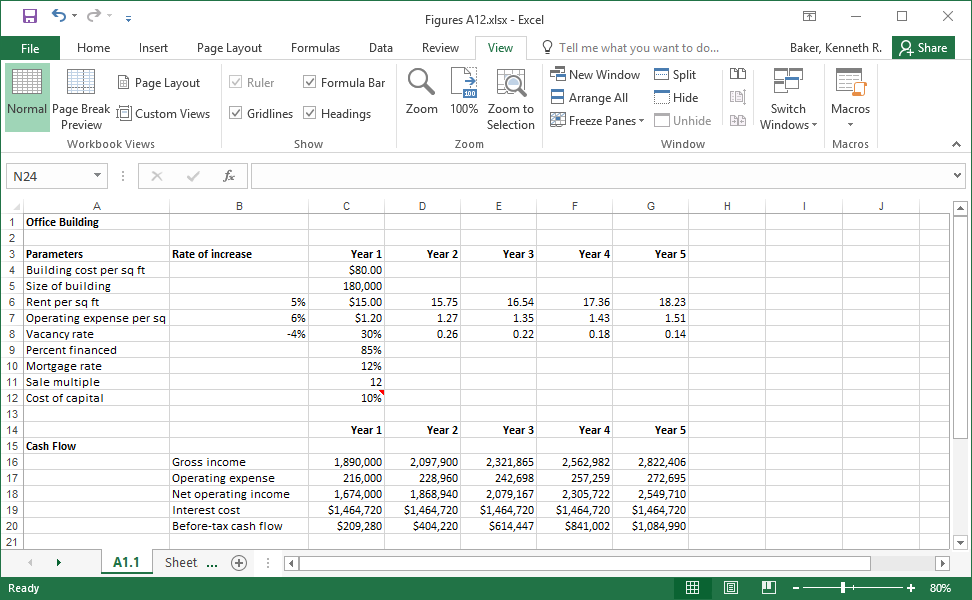 Figures A12.xlsx - Excel
File Home Insert Page Layout Formulas Data Review View Tell me what you want to do... Baker, Kenneth R. Share
Normal
Page Break
Preview
Page Layout
Custom Views
Workbook Views
Ruler Formula Bar
Gridlines Headings
Show
Zoom
100
100%
Zoom to
Selection
Zoom
New Window
Arrange All
Freeze Panes
Split
Hide
Unhide
Switch
Windows
Window
Macros
Macros
N24 fx
A B C D E F G H I J
1 Office Building
2
3 Parameters Rate of increase Year 1 Year 2 Year 3 Year 4 Year 5
4 Building cost per sq ft $80.00
5 Size of building 180,000
6 Rent per sq ft 5% $15.00 15.75 16.54 17.36 18.23
7 Operating expense per sq 6% $1.20 1.27 1.35 1.43 1.51
8 Vacancy rate -4% 30% 0.26 0.22 0.18 0.14
9 Percent financed 85%
10 Mortgage rate 12%
11 Sale multiple 12
12 Cost of capital 10%
13
14 Year 1 Year 2 Year 3 Year 4 Year 5
15 Cash Flow
16 Gross income 1,890,000 2,097,900 2,321,865 2,562,982 2,822,406
17 Operating expense 216,000 228,960 242,698 257,259 272,695
18 Net operating income 1,674,000 1,868,940 2,079,167 2,305,722 2,549,710
19 Interest cost $1,464,720 $1,464,720 $1,464,720 $1,464,720 $1,464,720
20 Before-tax cash flow $209,280 $404,220 $614,447 $841,002 $1,084,990
21
A1.1 Sheet ...
Ready 80%